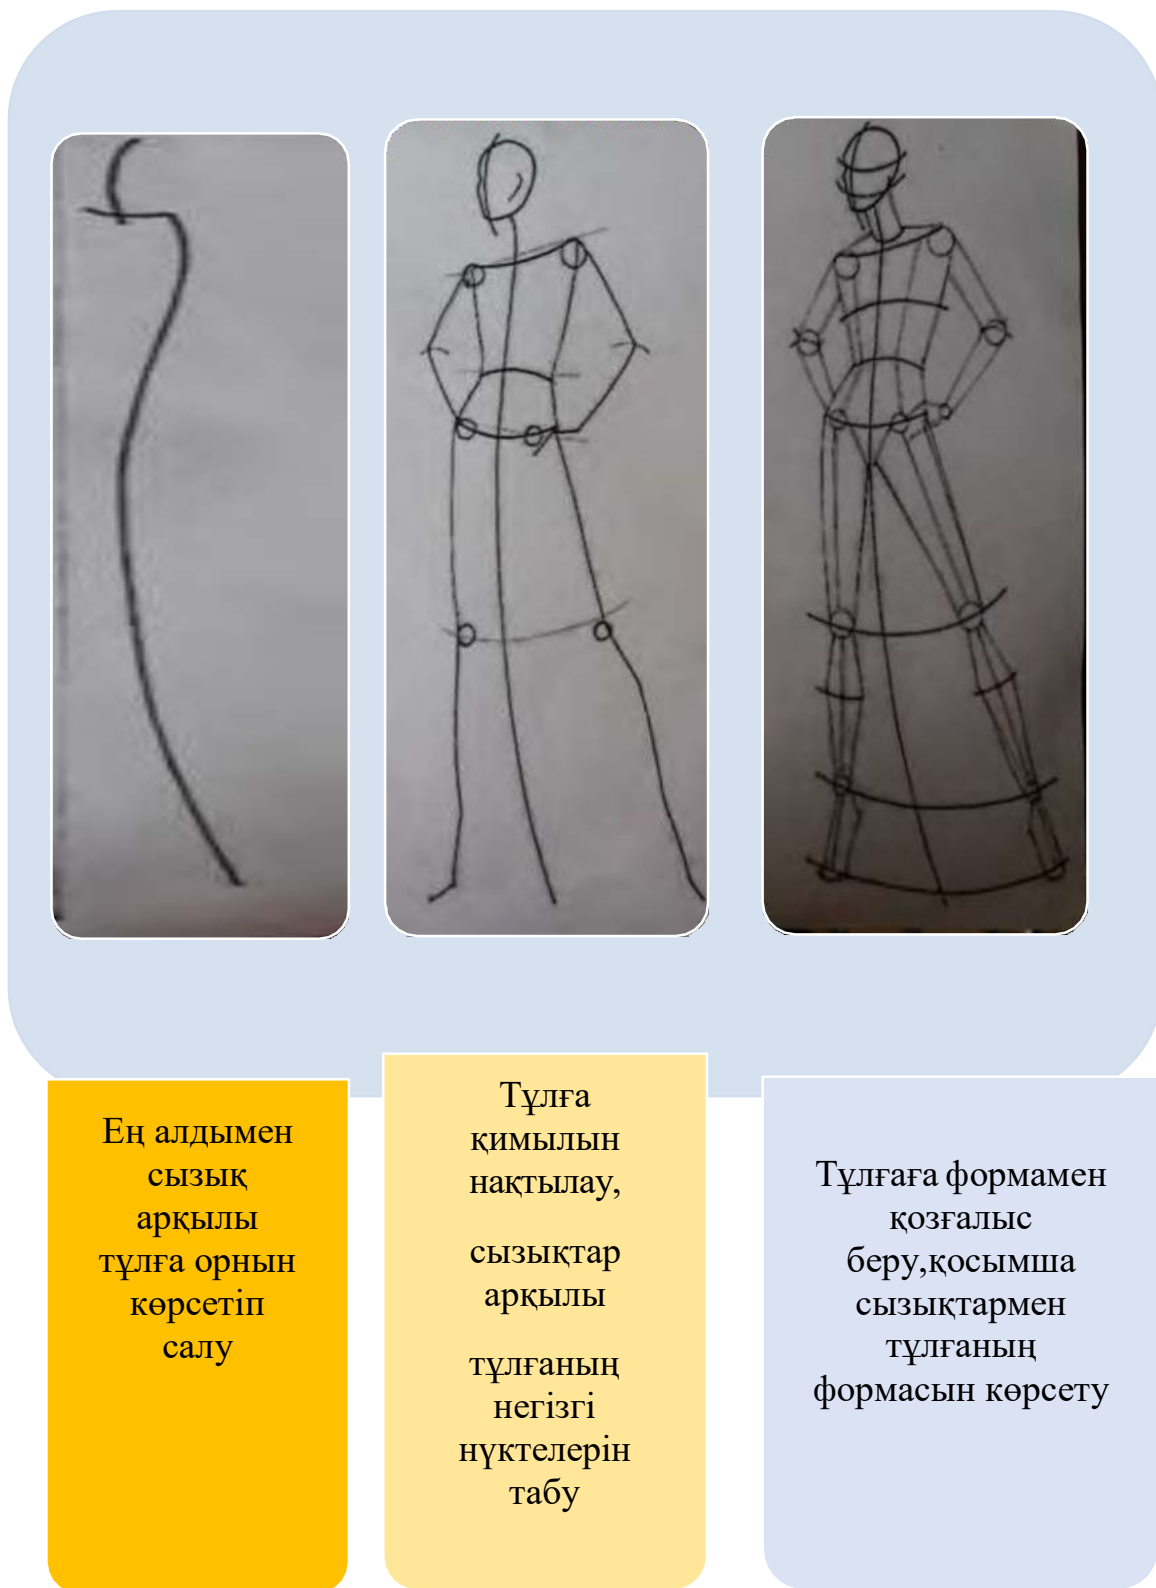 Ең алдымен
сызық
арқылы
тұлға орнын
көрсетіп
салу
Тұлға
қимылын
нақтылау,
сызықтар
арқылы
тұлғаның
негізгі
нүктелерін
табу
Тұлғаға формамен
қозғалыс
беру,қосымша
сызықтармен
тұлғаның
формасын көрсету